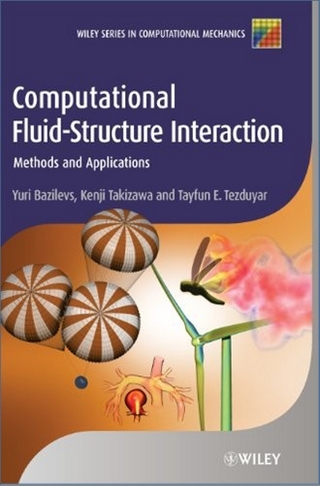 WILEY SERIES IN COMPUTATIONAL MECHANICS
Computational
Fluid-Structure Interaction
Methods and Applications
Yuri Bazilevs, Kenji Takizawa and Tayfun E. Tezduyar
WILEY